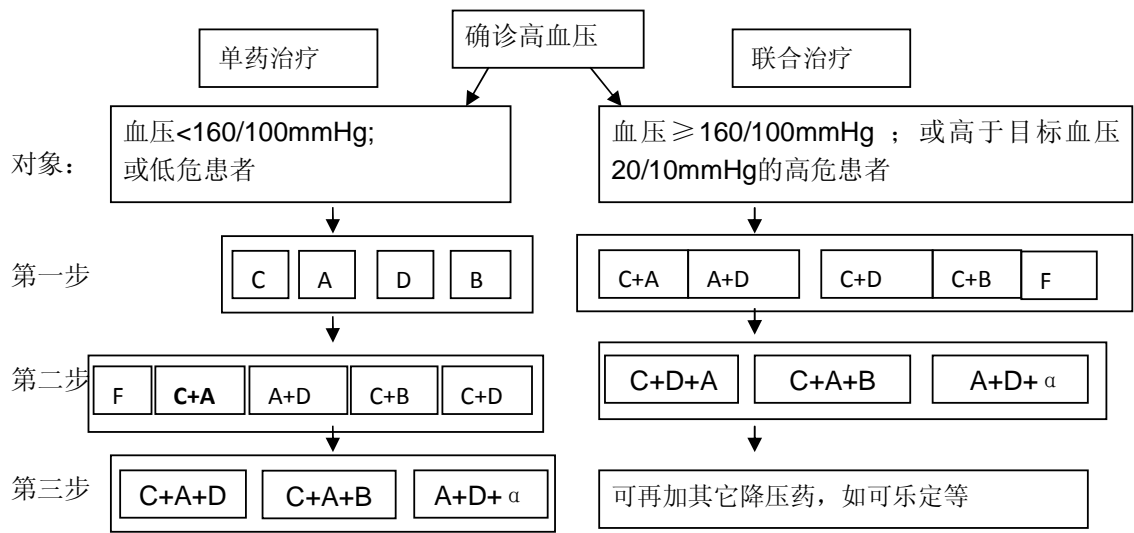 确诊高血压
单药治疗
联合治疗
对象:
血压<160/100mmHg;
或低危患者
血压≥160/100mmHg ；或高于目标血压
20/10mmHg的高危患者
第一步
C
A
D
B
C+A
A+D
C+D
C+B
F
第二步
F
C+A
A+D
C+B
C+D
C+D+A
C+A+B
A+D+α
第三步
C+A+D
C+A+B
A+D+α
可再加其它降压药，如可乐定等